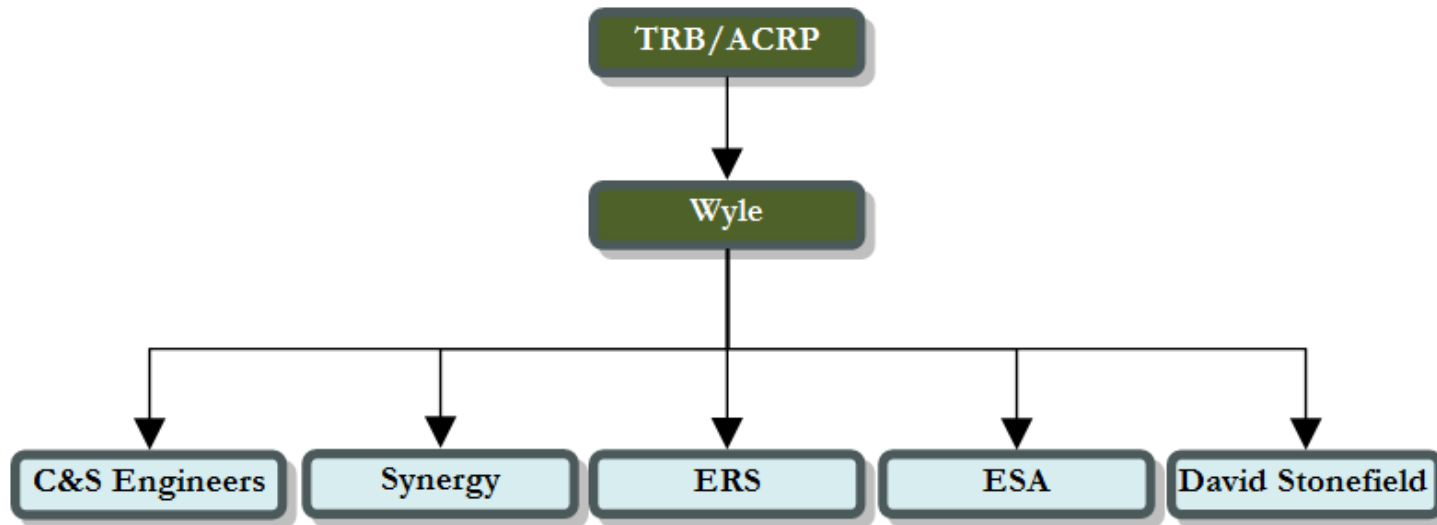 TRB/ACRP
Wyle
C&S Engineers
Synergy
ERS
ESA
David Stonefield